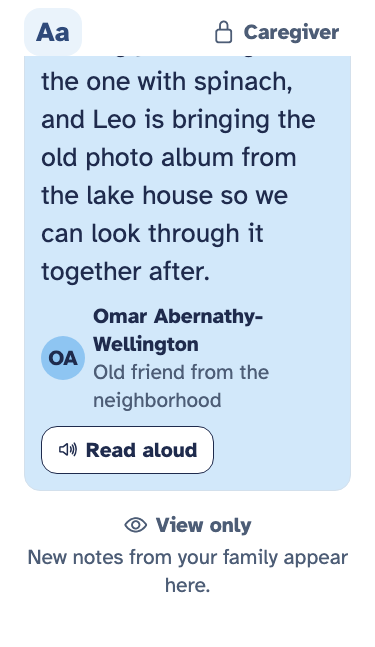 Aa
Caregiver
the one with spinach,
and Leo is bringing the
old photo album from
the lake house so we
can look through it
together after.
Omar Abernathy-
Wellington
OA
Old friend from the
neighborhood
Read aloud
View only
New notes from your family appear
here.